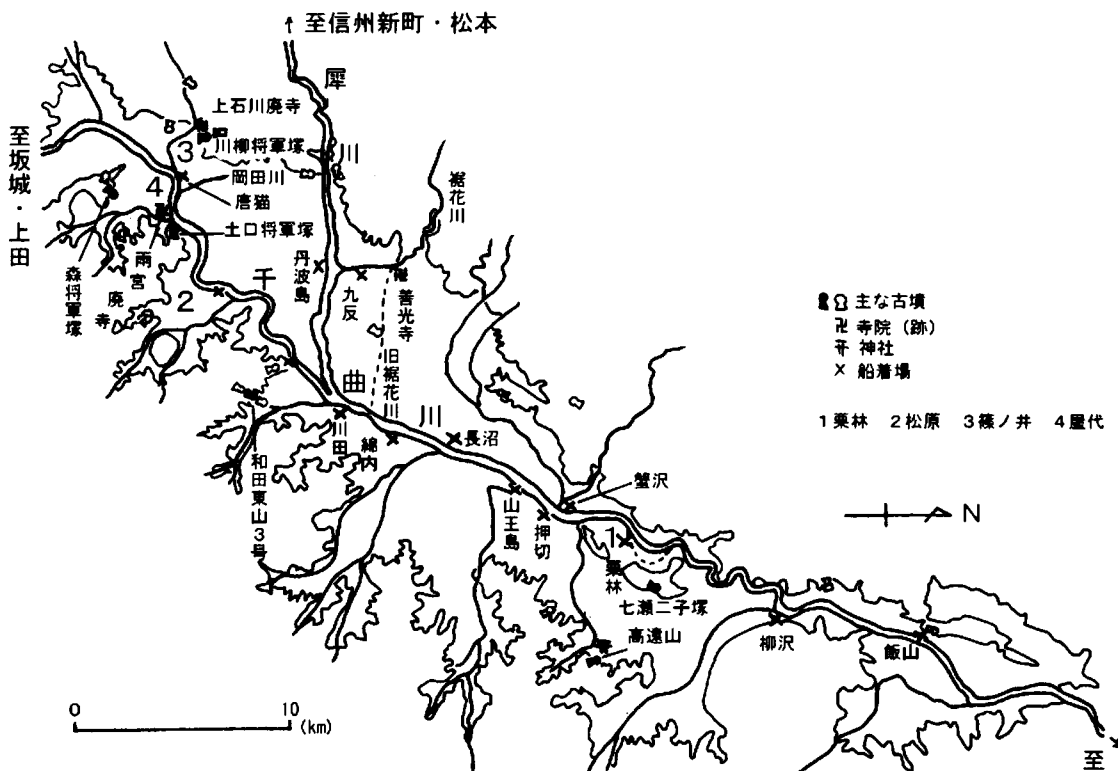 至信州新町・松本
犀
川
上石川廃寺
川柳将軍塚
岡田川
唐猫
土口将軍塚
至坂城・上田
3
4
2
森将軍塚
雨宮
廃寺
千
曲
川
丹波島
九反
善光寺
裾花川
旧裾花川
川田
綿内
長沼
和田東山3号
山王島
押切
蟹沢
1
栗林
七瀬二子塚
高遠山
柳沢
飯山
至
主な古墳
卍 寺院(跡)
神社
× 船着場
1栗林 2松原 3篠ノ井 4屋代
N
0 10
(km)